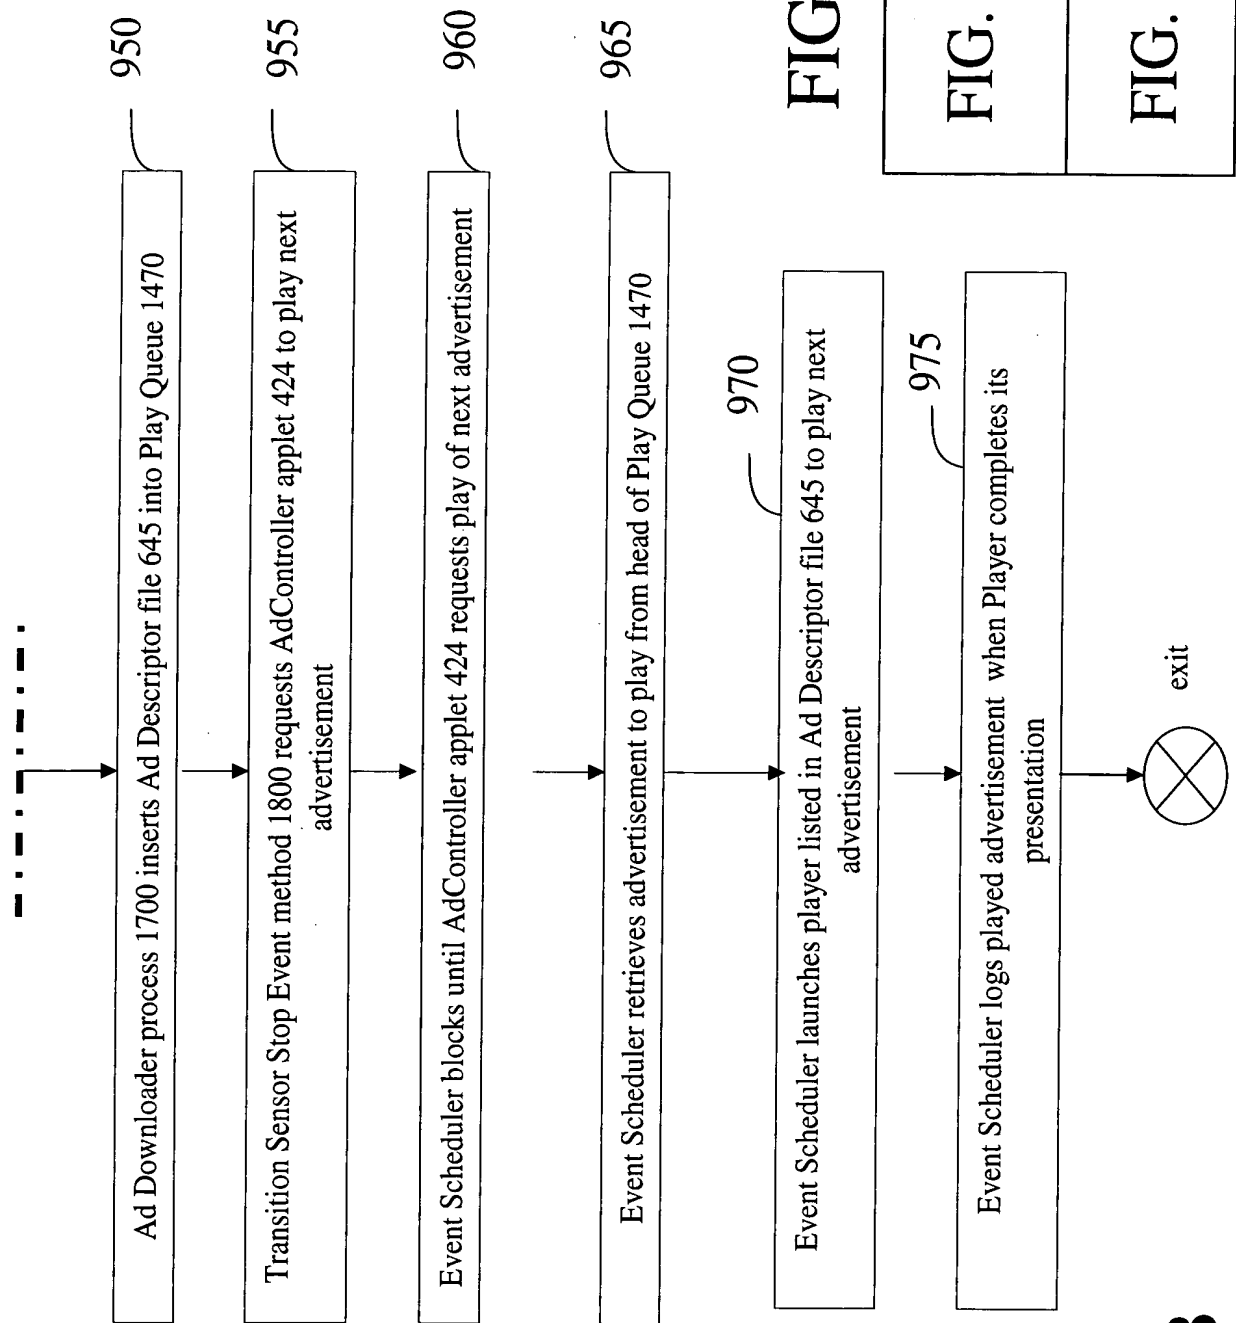 950
Ad Downloader process 1700 inserts Ad Descriptor file 645 into Play Queue 1470
955
Transition Sensor Stop Event method 1800 requests AdController applet 424 to play next
advertisement
960
Event Scheduler blocks until AdController applet 424 requests play of next advertisement
965
Event Scheduler retrieves advertisement to play from head of Play Queue 1470
970
Event Scheduler launches player listed in Ad Descriptor file 645 to play next
advertisement
975
Event Scheduler logs played advertisement when Player completes its
presentation
exit
FIG
FIG.
FIG.